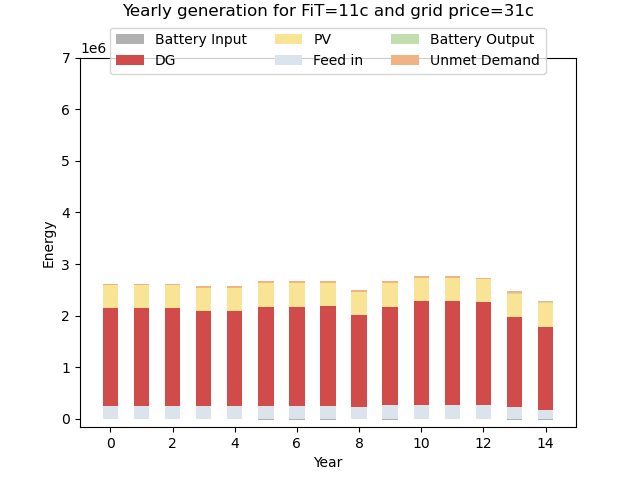 Yearly generation for FiT=11c and grid price=31c
1e6
Battery Input PV Battery Output
DG Feed in Unmet Demand
7
6
5
4
3
2
1
0
Energy
0 2 4 6 8 10 12 14
Year